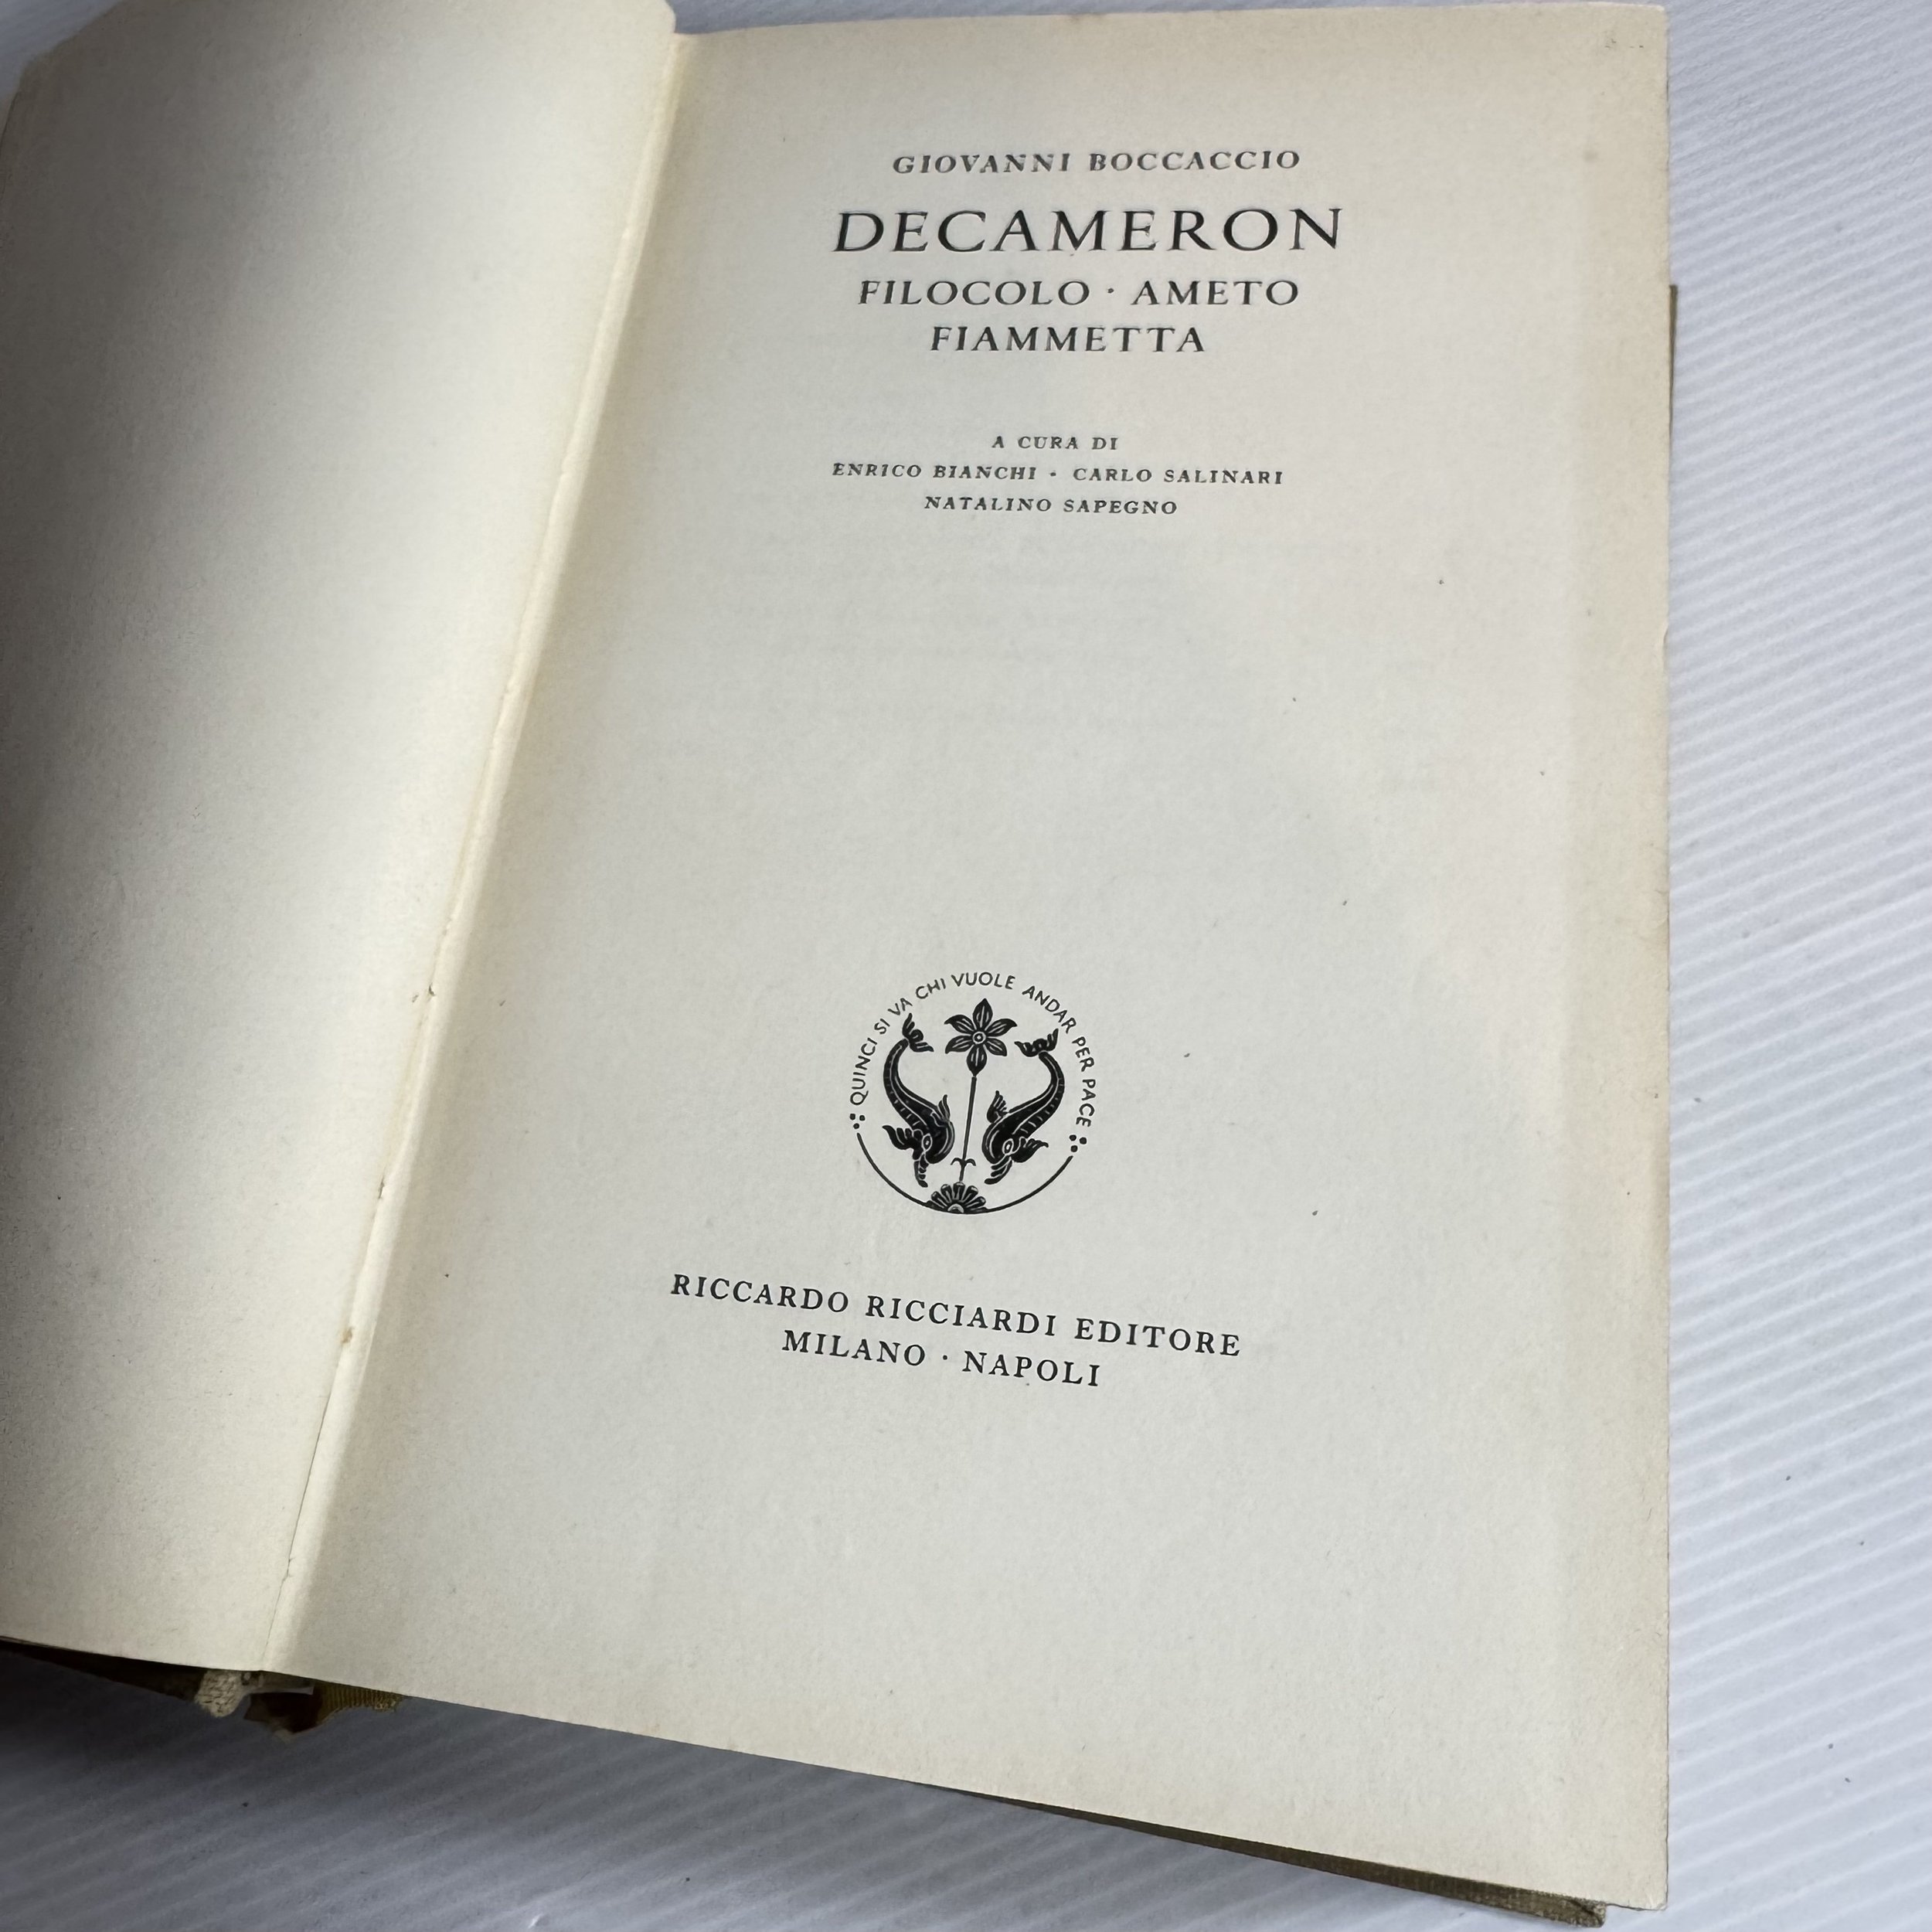 GIOVANNI BOCCACCIO
DECAMERON
FILOCOLO · AMETO
FIAMMETTA
A CURA DI
ENRICO BIANCHI · CARLO SALINARI
NATALINO SAPEGNO
QUINCI SI VA CHI VUOLE ANDAR PER PACE
RICCARDO RICCIARDI EDITORE
MILANO · NAPOLI